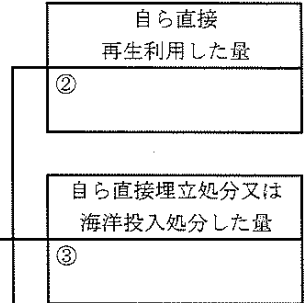 自ら直接
再生利用した量
②
自ら直接埋立処分又は
海洋投入処分した量
③